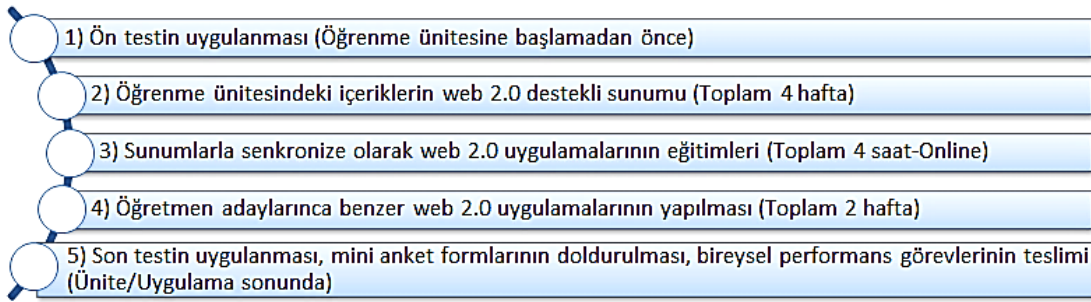 1) Ön testin uygulanması (Öğrenme ünitesine başlamadan önce)
2) Öğrenme ünitesindeki içeriklerin web 2.0 destekli sunumu (Toplam 4 hafta)
3) Sunumlarla senkronize olarak web 2.0 uygulamalarının eğitimleri (Toplam 4 saat-Online)
4) Öğretmen adaylarınca benzer web 2.0 uygulamalarının yapılması (Toplam 2 hafta)
5) Son testin uygulanması, mini anket formlarının doldurulması, bireysel performans görevlerinin teslimi
(Ünite/Uygulama sonunda)